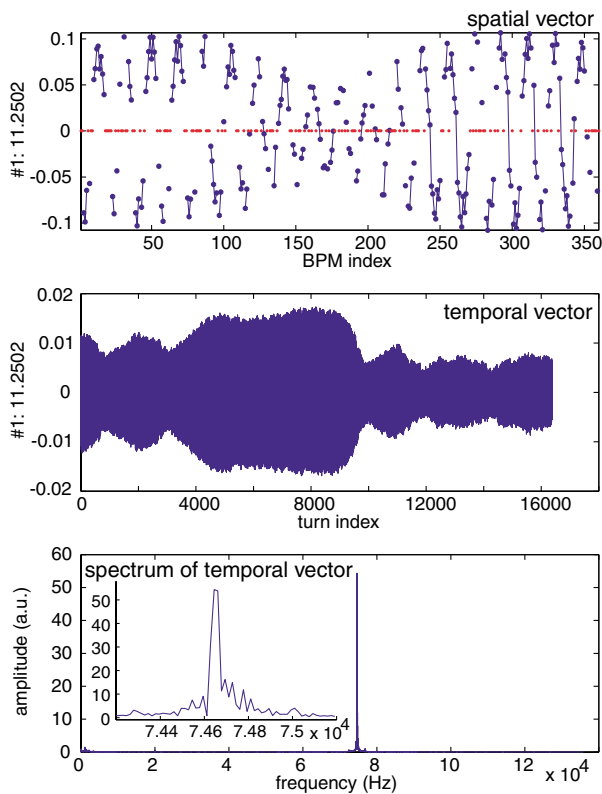 spatial vector
0.1
0.05
0
-0.05
-0.1
#1: 11.2502
50 100 150 200 250 300 350
BPM index
temporal vector
0.02
0.01
0
-0.01
-0.02
#1: 11.2502
0 4000 8000 12000 16000
turn index
spectrum of temporal vector
60
50
40
30
20
10
0
amplitude (a.u.)
50
40
30
20
10
0
7.44 7.46 7.48 7.5 x 10^4
0 2 4 6 8 10 12
x 10^4
frequency (Hz)